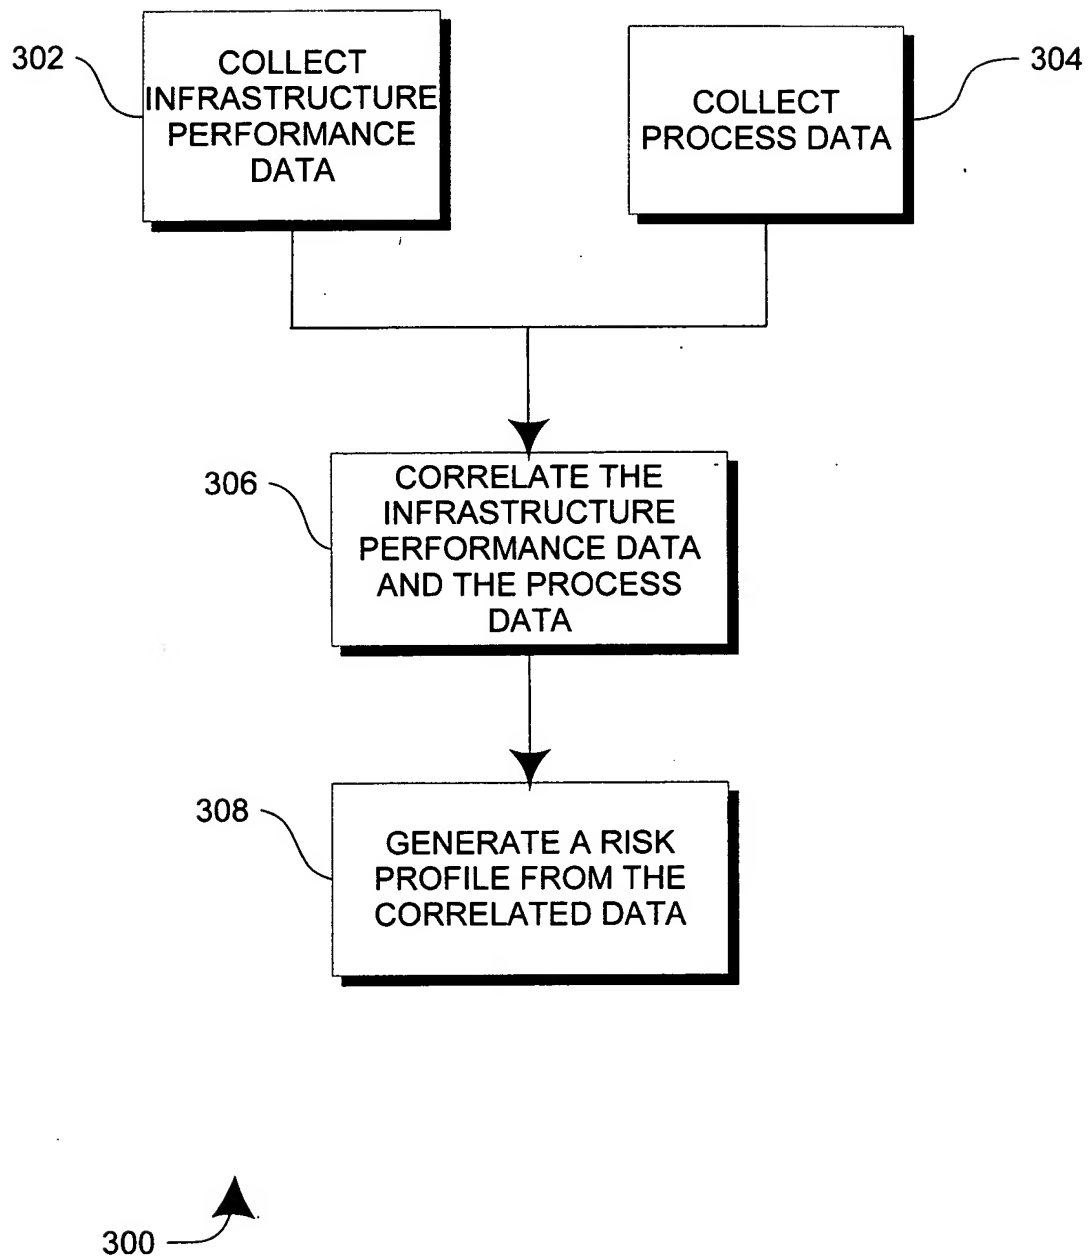 302
COLLECT
INFRASTRUCTURE
PERFORMANCE
DATA
304
COLLECT
PROCESS DATA
306
CORRELATE THE
INFRASTRUCTURE
PERFORMANCE DATA
AND THE PROCESS
DATA
308
GENERATE A RISK
PROFILE FROM THE
CORRELATED DATA
300